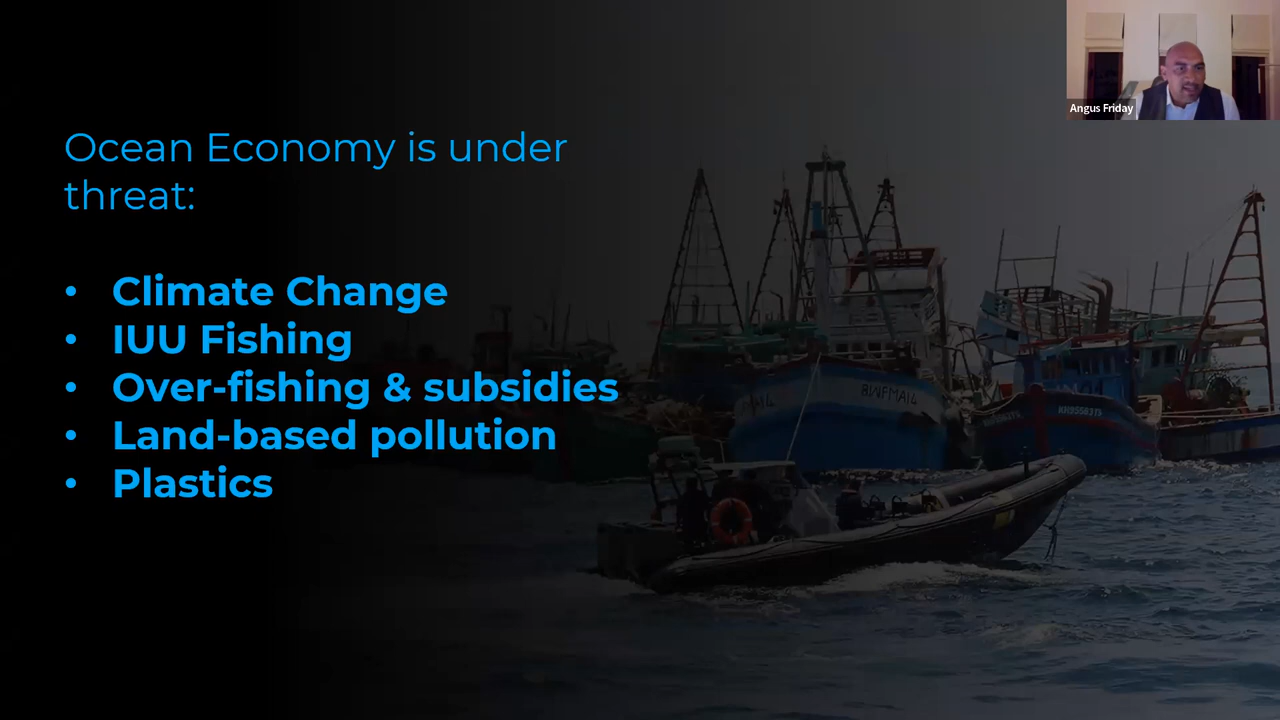 Angus Friday
Ocean Economy is under
threat:
• Climate Change
• IUU Fishing
• Over-fishing & subsidies
• Land-based pollution
• Plastics